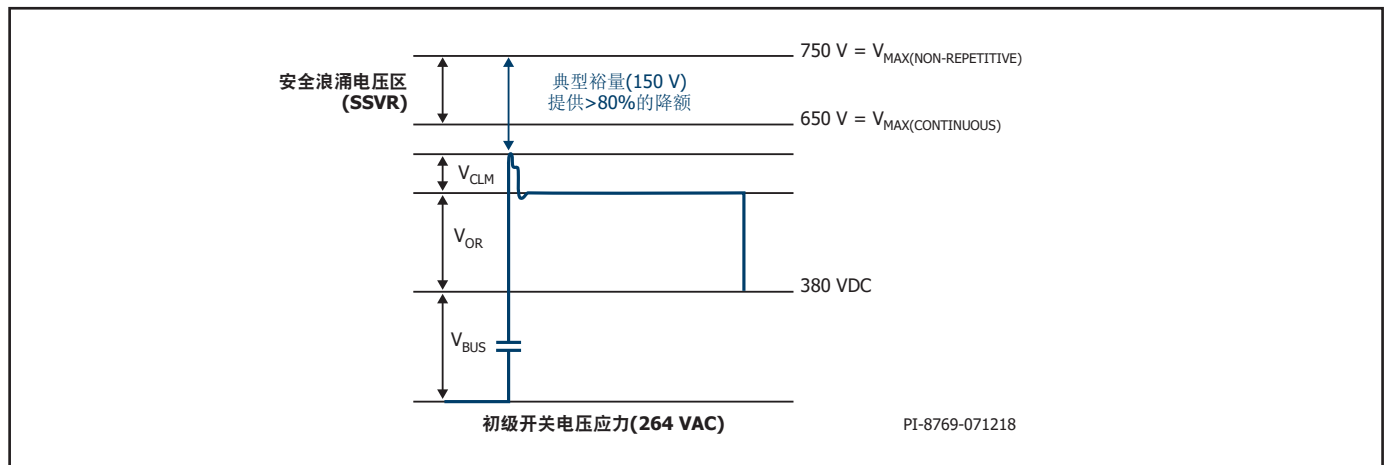 750 V = VMAX(NON-REPETITIVE)
安全浪涌电压区
(SSVR)
典型裕量(150 V)
提供>80%的降额
650 V = VMAX(CONTINUOUS)
VCLM
VOR
380 VDC
VBUS
初级开关电压应力(264 VAC)
PI-8769-071218